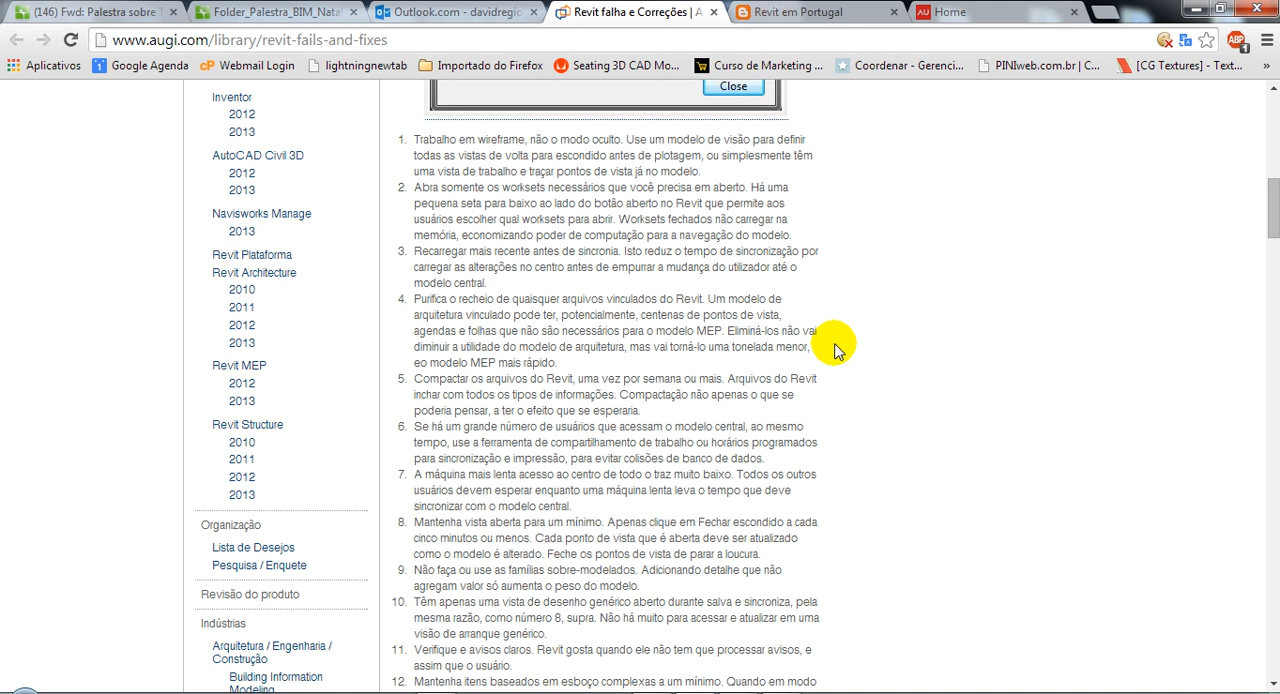 (146) Fwd: Palestra sobre T
Folder_Palestra_BIM_Nata
Outlook.com - davidregio
Revit falha e Correções | A
Revit em Portugal
Home
www.augi.com/library/revit-fails-and-fixes
ABP
1
Aplicativos
Google Agenda
Webmail Login
lightningnewtab
Importado do Firefox
Seating 3D CAD Mo...
Curso de Marketing ...
Coordenar - Gerenci...
PINIweb.com.br | C...
[CG Textures] - Text...
»
Inventor
2012
2013
AutoCAD Civil 3D
2012
2013
Navisworks Manage
2013
Revit Plataforma
Revit Architecture
2010
2011
2012
2013
Revit MEP
2012
2013
Revit Structure
2010
2011
2012
2013
Organização
Lista de Desejos
Pesquisa / Enquete
Revisão do produto
Indústrias
Arquitetura / Engenharia /
Construção
Building Information
Modeling
Close
1. Trabalho em wireframe, não o modo oculto. Use um modelo de visão para definir
todas as vistas de volta para escondido antes de plotagem, ou simplesmente têm
uma vista de trabalho e traçar pontos de vista já no modelo.
2. Abra somente os worksets necessários que você precisa em aberto. Há uma
pequena seta para baixo ao lado do botão aberto no Revit que permite aos
usuários escolher qual worksets para abrir. Worksets fechados não carregar na
memória, economizando poder de computação para a navegação do modelo.
3. Recarregar mais recente antes de sincronia. Isto reduz o tempo de sincronização por
carregar as alterações no centro antes de empurrar a mudança do utilizador até o
modelo central.
4. Purifica o recheio de quaisquer arquivos vinculados do Revit. Um modelo de
arquitetura vinculado pode ter, potencialmente, centenas de pontos de vista,
agendas e folhas que não são necessários para o modelo MEP. Eliminá-los não vai
diminuir a utilidade do modelo de arquitetura, mas vai torná-lo uma tonelada menor,
eo modelo MEP mais rápido.
5. Compactar os arquivos do Revit, uma vez por semana ou mais. Arquivos do Revit
inchar com todos os tipos de informações. Compactação não apenas o que se
poderia pensar, a ter o efeito que se esperaria.
6. Se há um grande número de usuários que acessam o modelo central, ao mesmo
tempo, use a ferramenta de compartilhamento de trabalho ou horários programados
para sincronização e impressão, para evitar colisões de banco de dados.
7. A máquina mais lenta acesso ao centro de todo o traz muito baixo. Todos os outros
usuários devem esperar enquanto uma máquina lenta leva o tempo que deve
sincronizar com o modelo central.
8. Mantenha vista aberta para um mínimo. Apenas clique em Fechar escondido a cada
cinco minutos ou menos. Cada ponto de vista que é aberta deve ser atualizado
como o modelo é alterado. Feche os pontos de vista de parar a loucura.
9. Não faça ou use as famílias sobre-modelados. Adicionando detalhe que não
agregam valor só aumenta o peso do modelo.
10. Têm apenas uma vista de desenho genérico aberto durante salva e sincroniza, pela
mesma razão, como número 8, supra. Não há muito para acessar e atualizar em uma
visão de arranque genérico.
11. Verifique e avisos claros. Revit gosta quando ele não tem que processar avisos, e
assim que o usuário.
12. Mantenha itens baseados em esboço complexas a um mínimo. Quando em modo